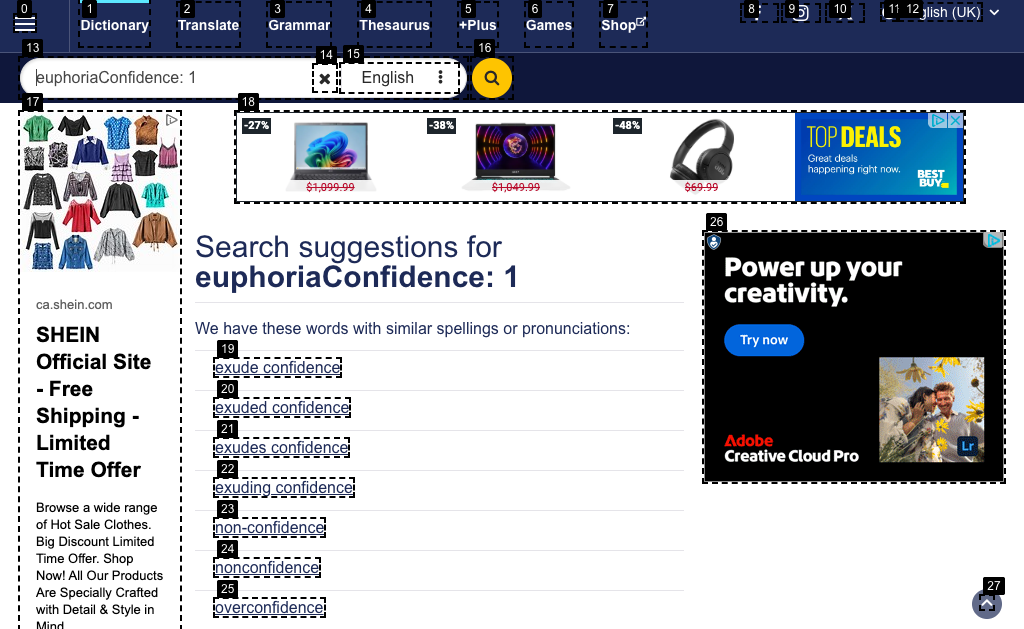 0 1 2 3 4 5 6 7 8 9 10 11 12
Dictionary Translate Grammar Thesaurus +Plus Games Shop glish (UK)
13 14 15 16
euphoriaConfidence: 1 English
17 18
-27% -38% -48%
$1,099.99 $1,049.99 $69.99
TOP DEALS
Great deals
happening right now.
BEST
BUY
ca.shein.com
SHEIN
Official Site
- Free
Shipping -
Limited
Time Offer
Browse a wide range
of Hot Sale Clothes.
Big Discount Limited
Time Offer. Shop
Now! All Our Products
Are Specially Crafted
with Detail & Style in
Mind
Search suggestions for
euphoriaConfidence: 1
We have these words with similar spellings or pronunciations:
19
exude confidence
20
exuded confidence
21
exudes confidence
22
exuding confidence
23
non-confidence
24
nonconfidence
25
overconfidence
26
Power up your
creativity.
Try now
Adobe
Creative Cloud Pro
Lr
27